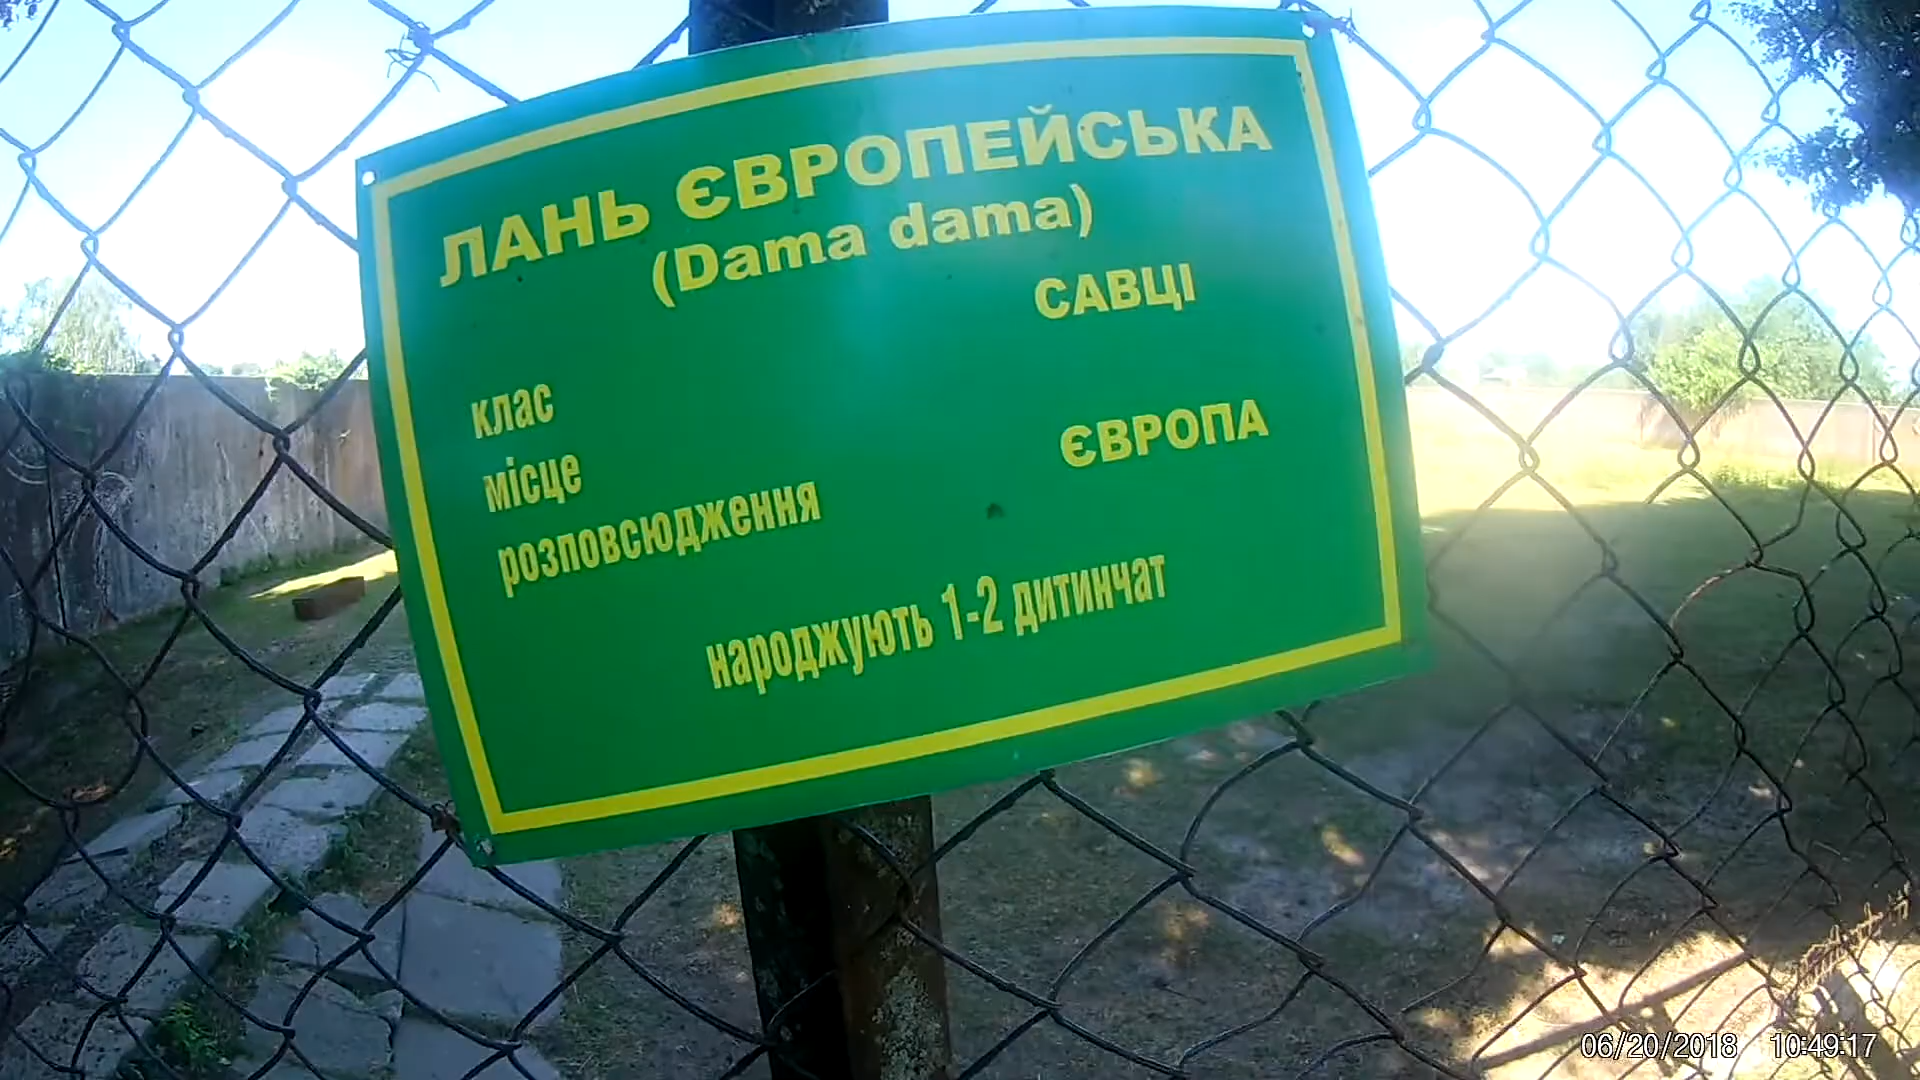 ЛАНЬ ЄВРОПЕЙСЬКА
(Dama dama)
САВЦІ
клас
місце
ЄВРОПА
розповсюдження
народжують 1-2 дитинчат
06/20/2018 10:49:17